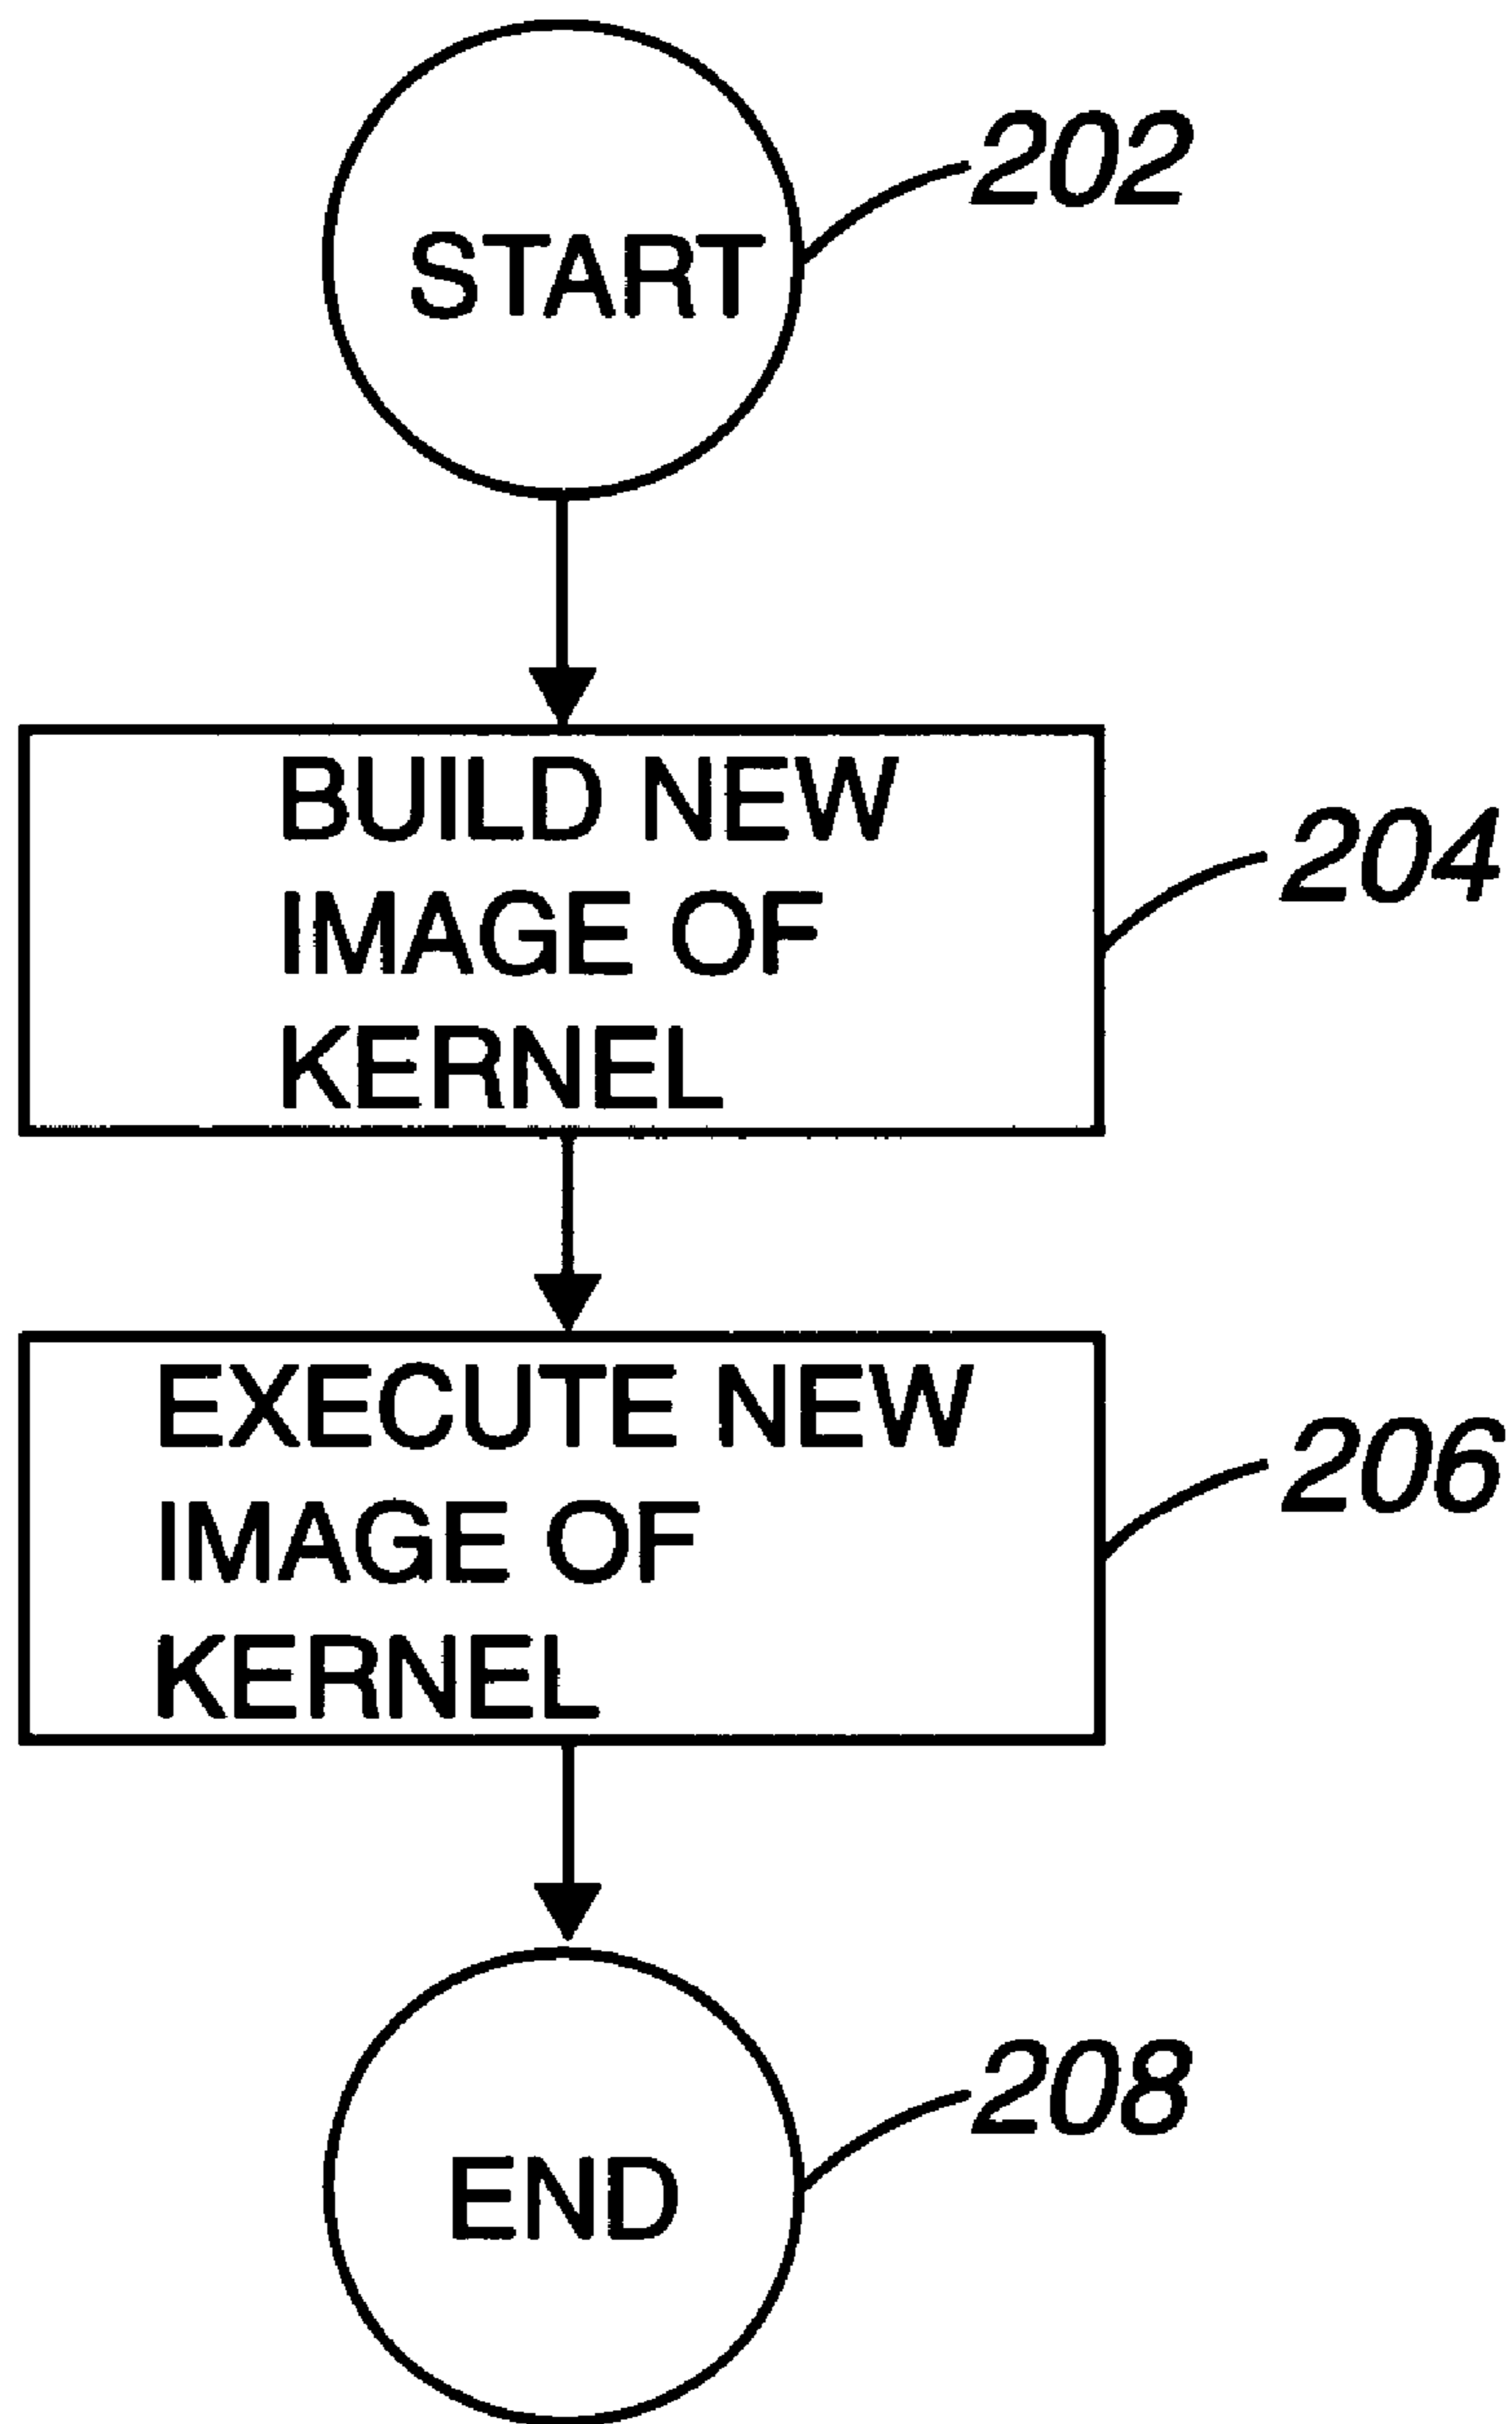 202
START
BUILD NEW
IMAGE OF
KERNEL
204
EXECUTE NEW
IMAGE OF
KERNEL
206
208
END